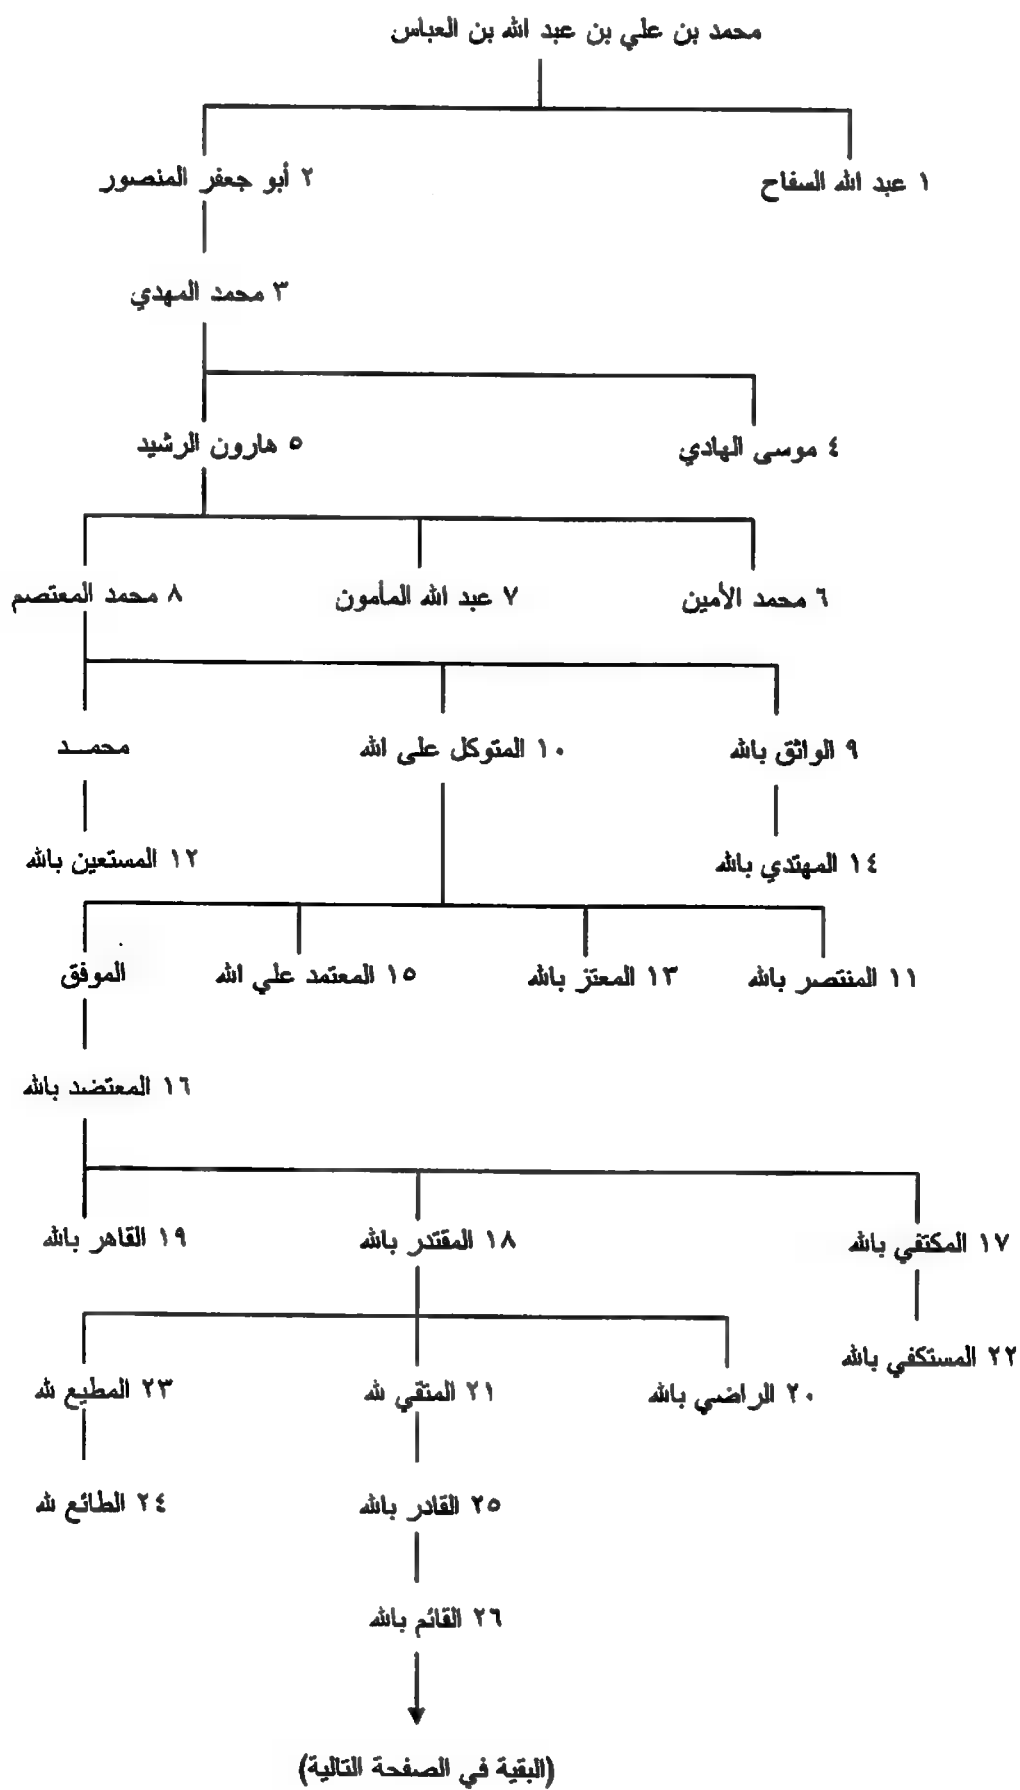 محمد بن علي بن عبد الله بن العباس
١ عبد الله السفاح
٢ أبو جعفر المنصور
٣ محمد المهدي
٤ موسى الهادي
٥ هارون الرشيد
٦ محمد الأمين
٧ عبد الله المأمون
٨ محمد المعتصم
٩ الواثق بالله
١٠ المتوكل على الله
محمـــد
١٤ المهتدي بالله
١٢ المستعين بالله
١١ المنتصر بالله
١٣ المعتز بالله
١٥ المعتمد علي الله
الموفق
١٦ المعتضد بالله
١٧ المكتفي بالله
١٨ المقتدر بالله
١٩ القاهر بالله
٢٢ المستكفي بالله
٢٠ الراضي بالله
٢١ المتقي لله
٢٣ المطيع لله
٢٥ القادر بالله
٢٤ الطائع لله
٢٦ القائم بالله
(البقية في الصفحة التالية)